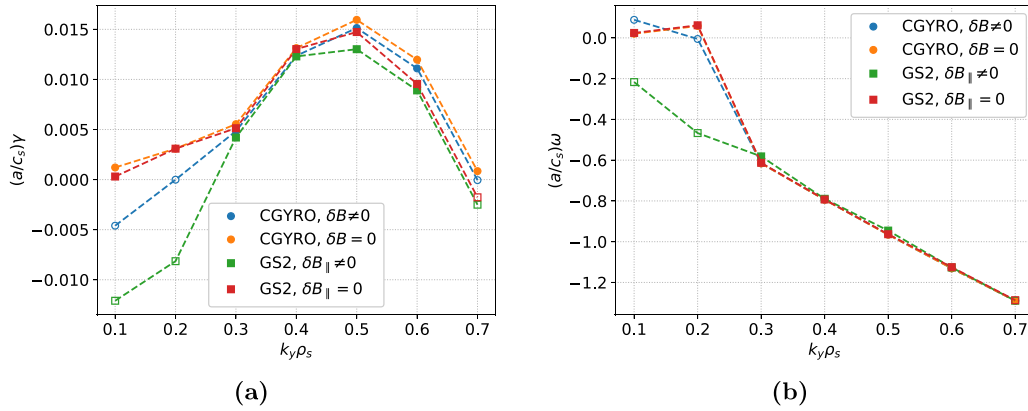 0.015
0.010
0.005
0.000
−0.005
−0.010
(a/c_s)γ
CGYRO, δB≠0
CGYRO, δB = 0
GS2, δB_∥ ≠0
GS2, δB_∥ = 0
0.1 0.2 0.3 0.4 0.5 0.6 0.7
k_yρ_s
(a)
0.0
−0.2
−0.4
−0.6
−0.8
−1.0
−1.2
(a/c_s)ω
CGYRO, δB≠0
CGYRO, δB = 0
GS2, δB_∥ ≠0
GS2, δB_∥ = 0
0.1 0.2 0.3 0.4 0.5 0.6 0.7
k_yρ_s
(b)